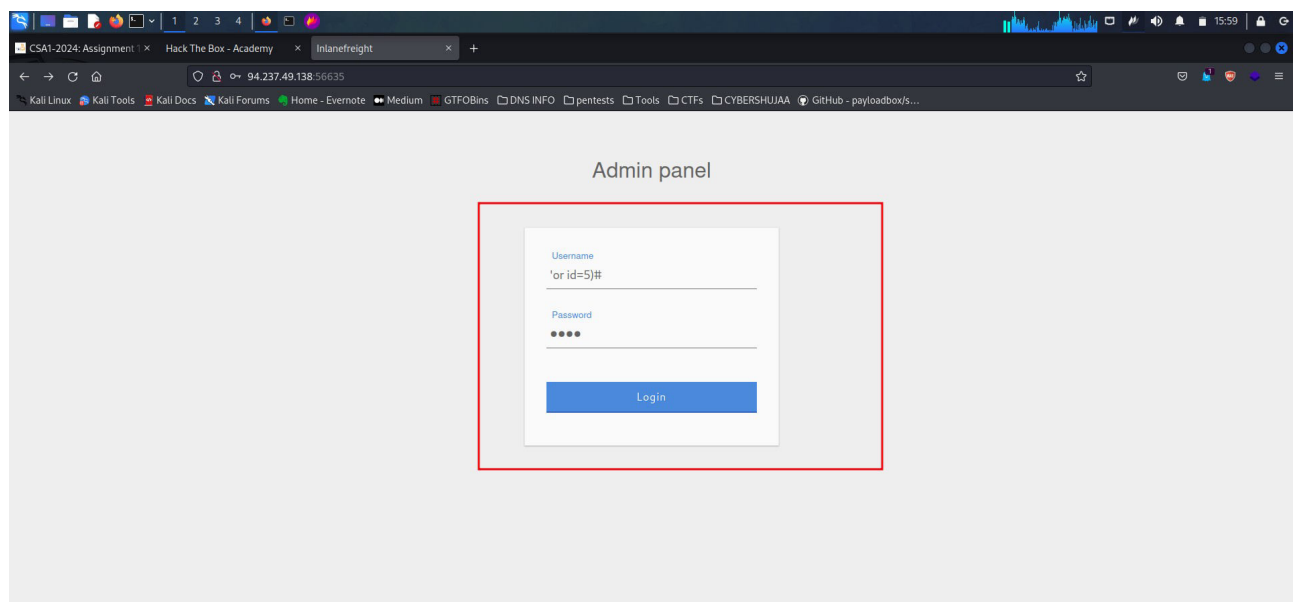 1 2 3 4
15:59
CSA1-2024: Assignment 1
Hack The Box - Academy
Inlanefreight
94.237.49.138:56635
Kali Linux Kali Tools Kali Docs Kali Forums Home - Evernote Medium GTFOBins DNS INFO pentests Tools CTFs CYBERSHUJAA GitHub - payloadbox/s...
Admin panel
Username
'or id=5)#
Password
Login